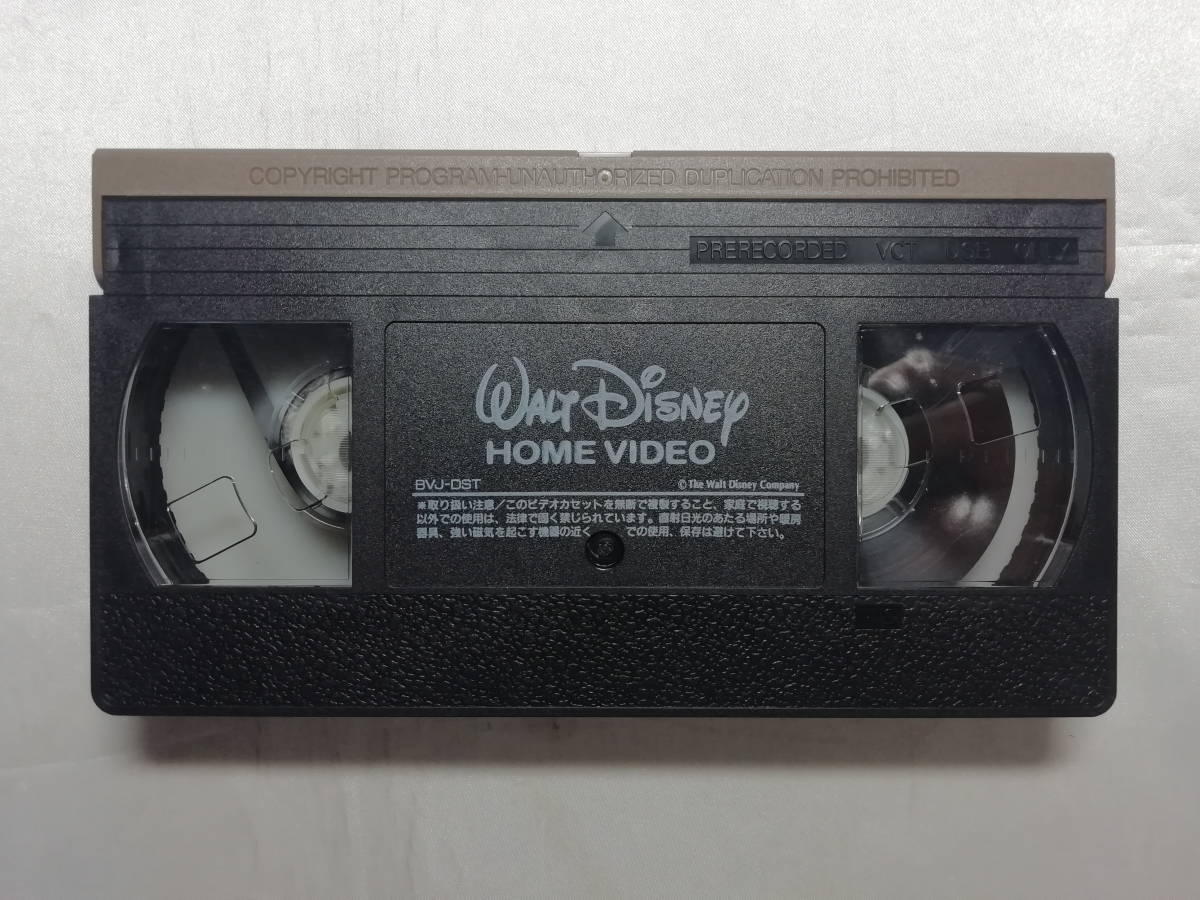 COPYRIGHT PROGRAM-UNAUTHORIZED DUPLICATION PROHIBITED
PRERECORDED VCT USE ONLY
WALT DISNEY
HOME VIDEO
BVJ-DST © The Walt Disney Company
※取り扱い注意／このビデオカセットを無断で複製すること、家庭で視聴する
以外での使用は、法律で固く禁じられています。直射日光のあたる場所や暖房
器具、強い磁気を起こす機器の近く での使用、保存は避けて下さい。